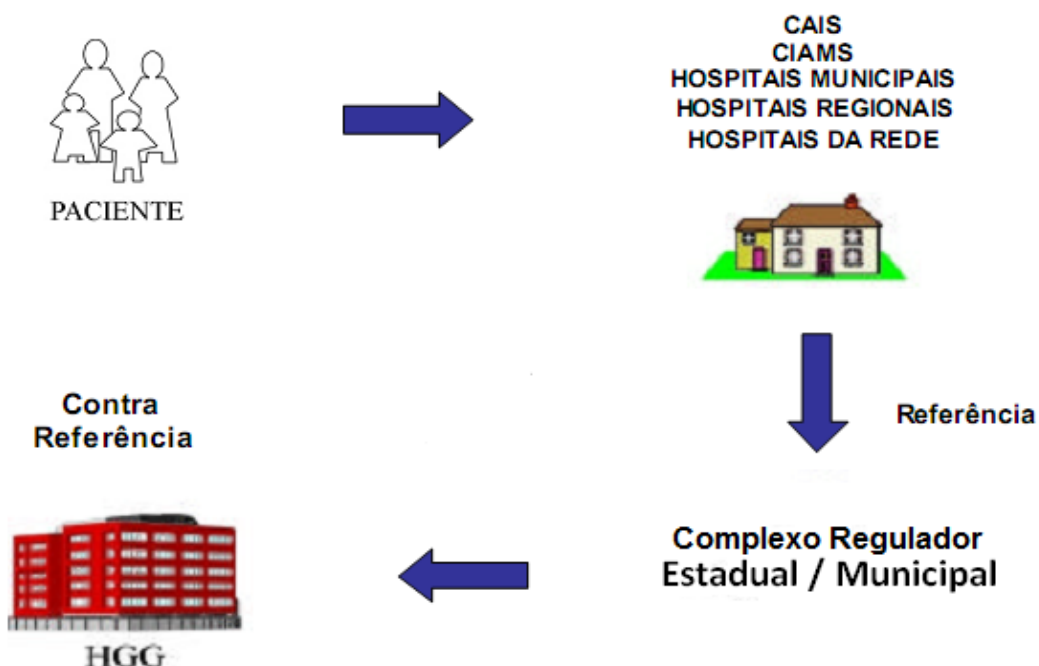 PACIENTE
CAIS
CIAMS
HOSPITAIS MUNICIPAIS
HOSPITAIS REGIONAIS
HOSPITAIS DA REDE
Referência
Complexo Regulador
Estadual / Municipal
Contra
Referência
HGG